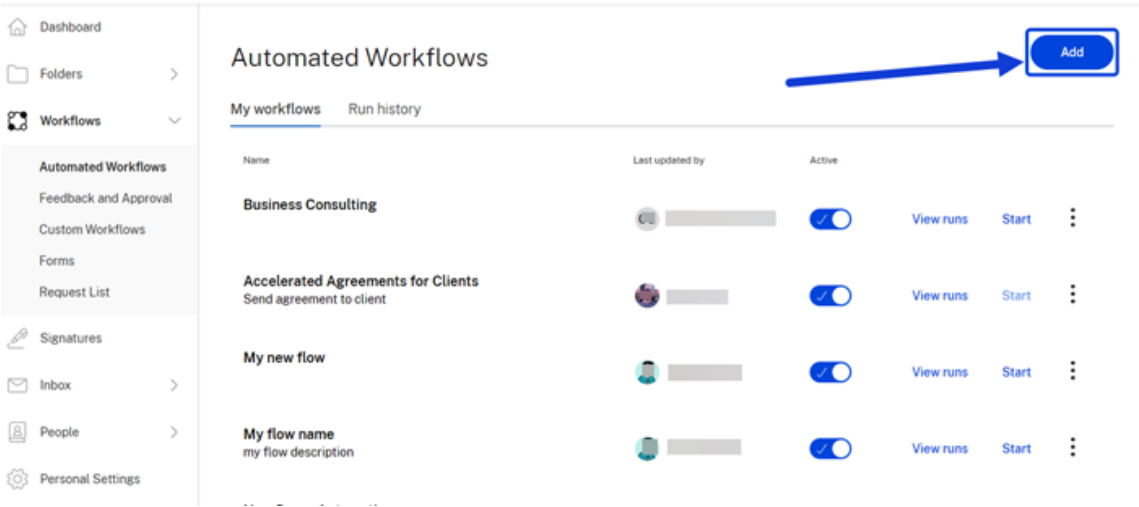 Dashboard
Folders
Workflows
Automated Workflows
Feedback and Approval
Custom Workflows
Forms
Request List
Signatures
Inbox
People
Personal Settings
Automated Workflows
Add
My workflows Run history
Name Last updated by Active
Business Consulting
View runs Start
Accelerated Agreements for Clients
Send agreement to client
View runs Start
My new flow
View runs Start
My flow name
my flow description
View runs Start